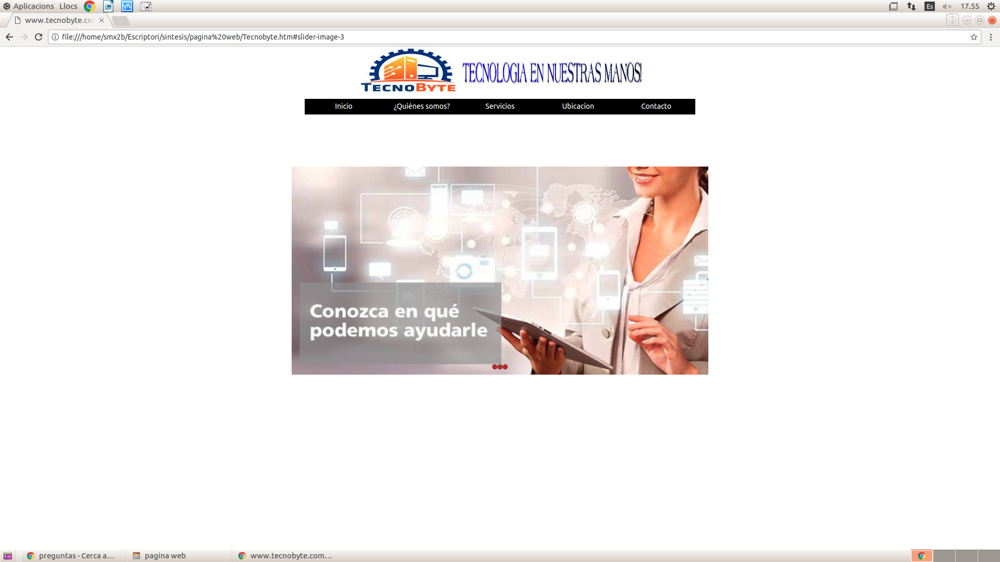 Aplicacions Llocs Es 17.55
www.tecnobyte.co
file:///home/smx2b/Escriptori/sintesis/pagina%20web/Tecnobyte.htm#slider-image-3
TECNOBYTE
TECNOLOGIA EN NUESTRAS MANOS!
Inicio ¿Quiénes somos? Servicios Ubicacíon Contacto
Conozca en qué
podemos ayudarle
preguntas - Cerca a... pagina web www.tecnobyte.com...